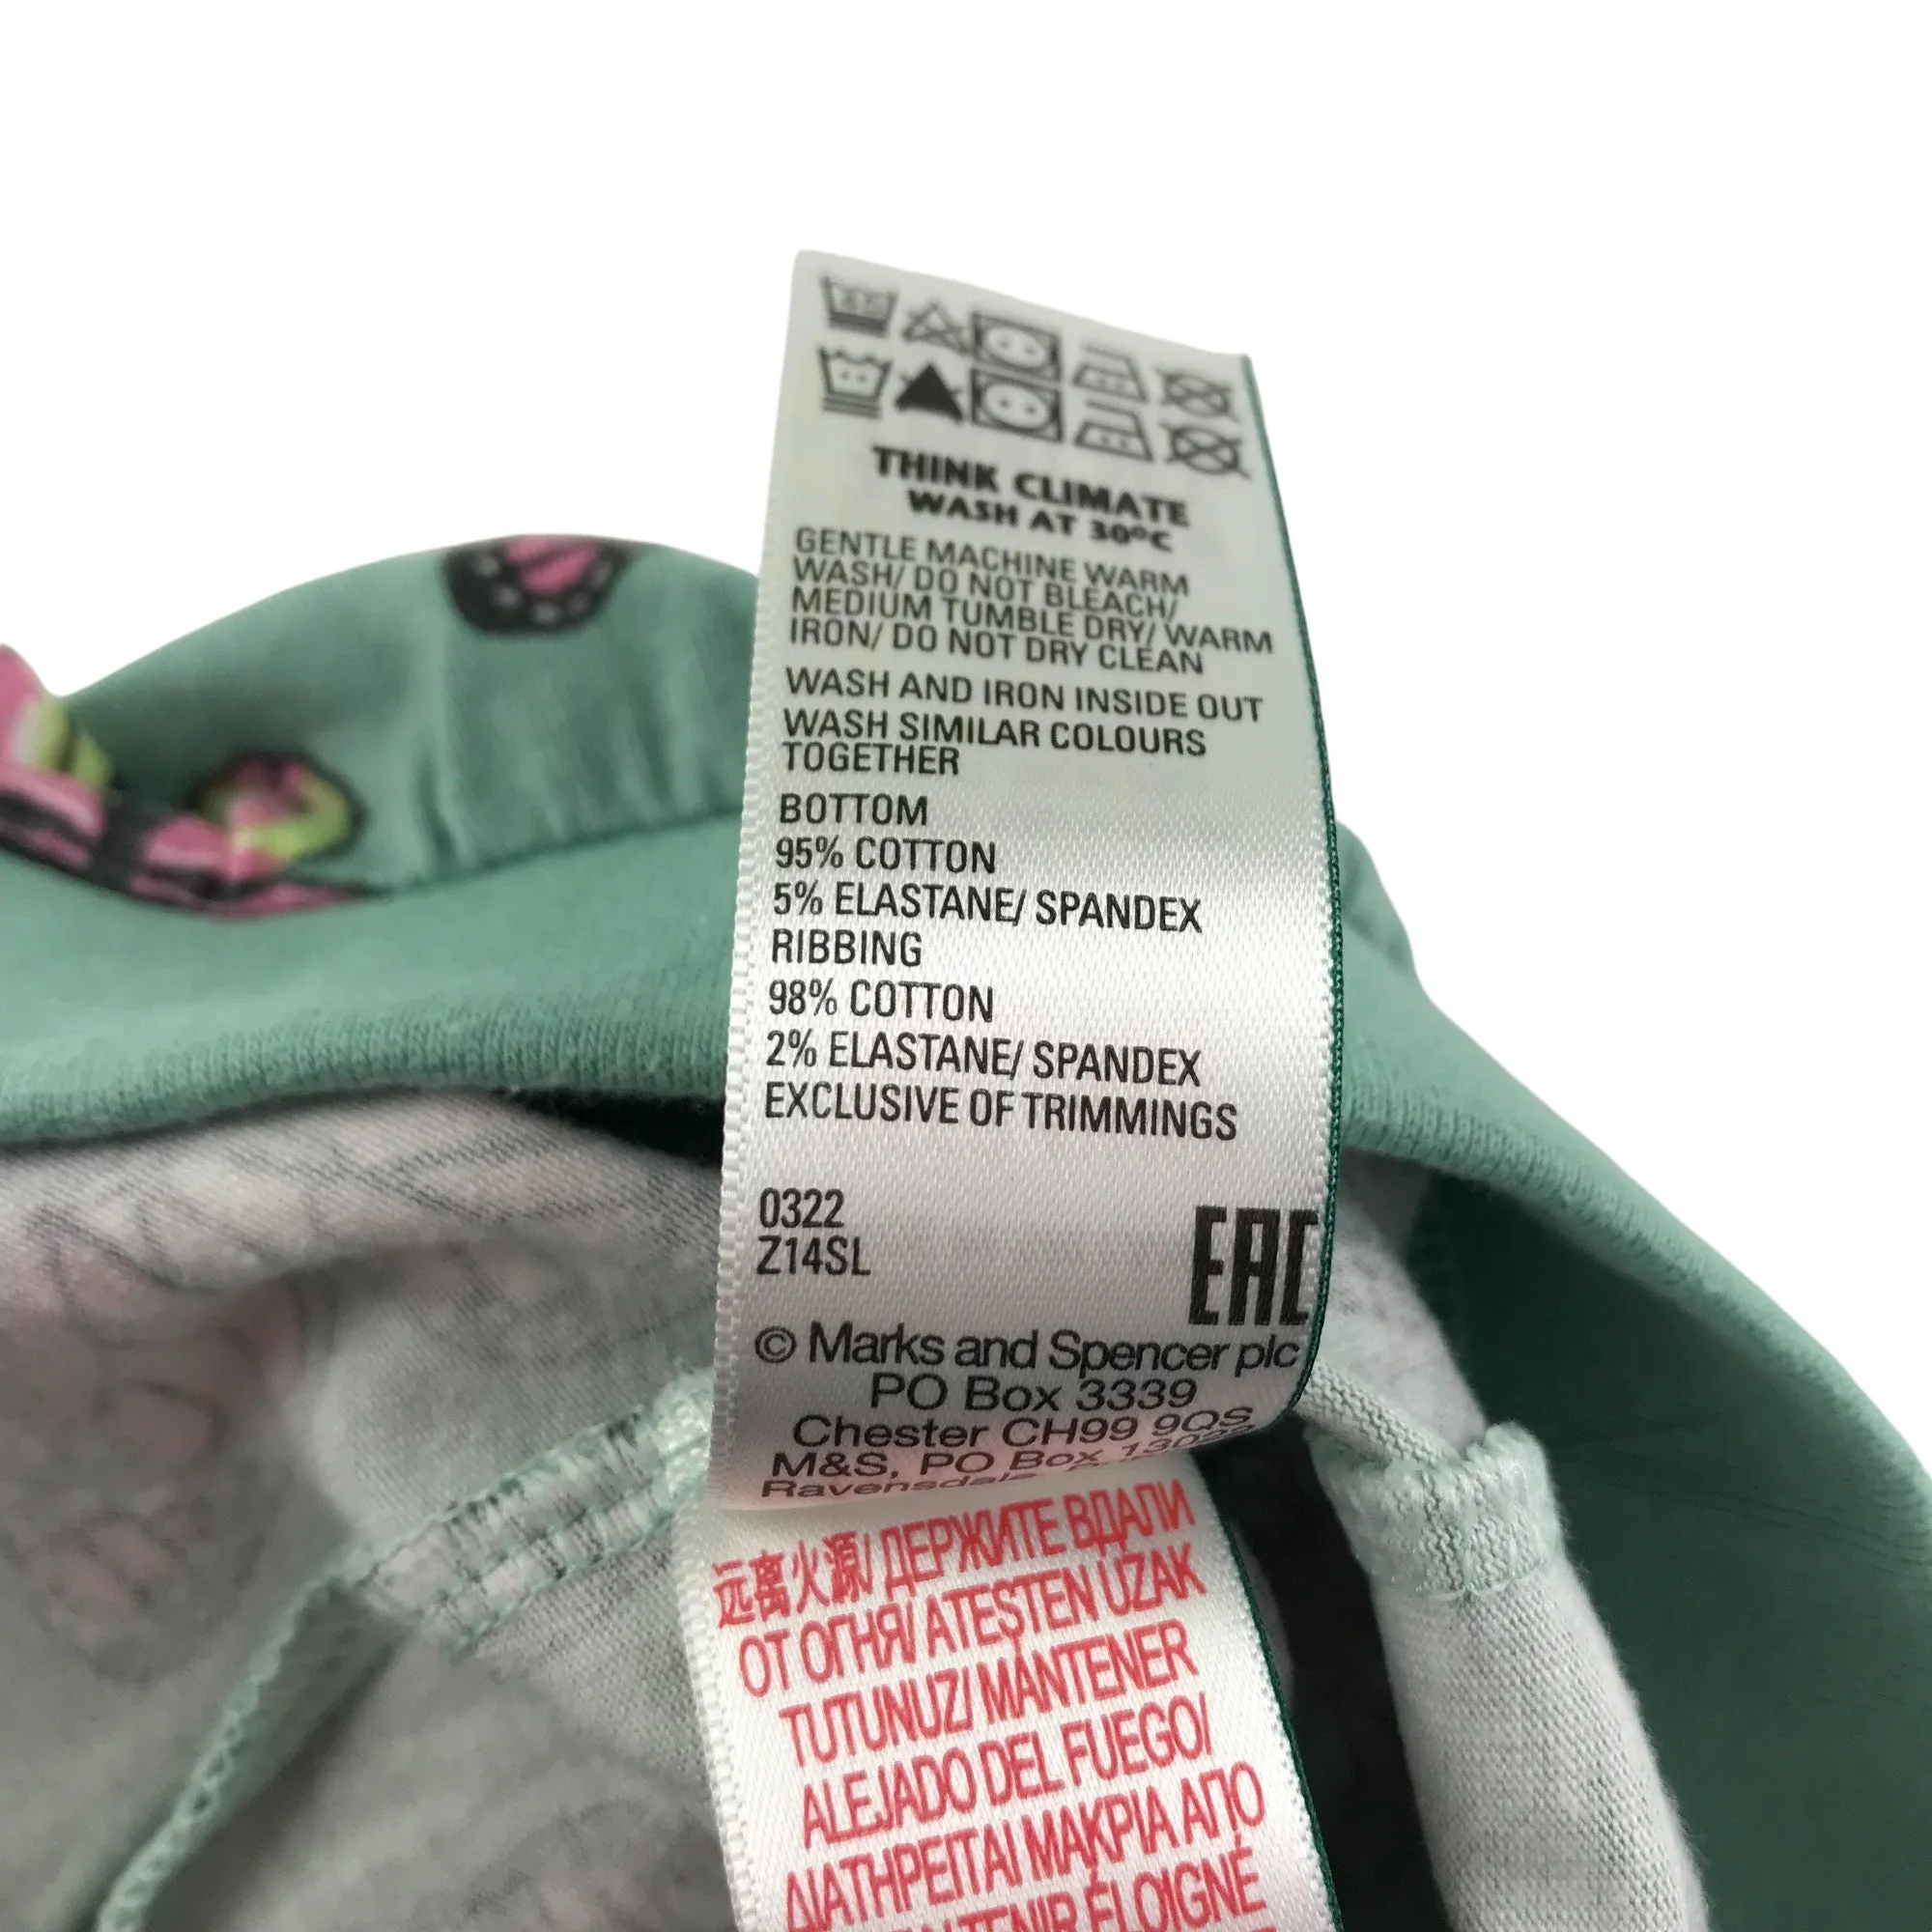 40
THINK CLIMATE
WASH AT 30ºC
GENTLE MACHINE WARM
WASH/ DO NOT BLEACH/
MEDIUM TUMBLE DRY/ WARM
IRON/ DO NOT DRY CLEAN
WASH AND IRON INSIDE OUT
WASH SIMILAR COLOURS
TOGETHER
BOTTOM
95% COTTON
5% ELASTANE/ SPANDEX
RIBBING
98% COTTON
2% ELASTANE/ SPANDEX
EXCLUSIVE OF TRIMMINGS
0322
Z14SL
EAC
© Marks and Spencer plc
PO Box 3339
Chester CH99 9QS
M&S, PO Box
Ravensdale
远离火源/ ДЕРЖИТЕ ВДАЛИ
ОТ ОГНЯ/ ATEŞTEN UZAK
TUTUNUZ/ MANTENER
ALEJADO DEL FUEGO/
ΔΙΑΤΗΡΕΙΤΑΙ ΜΑΚΡΙΑ ΑΠΟ
ÉLOIGNÉ